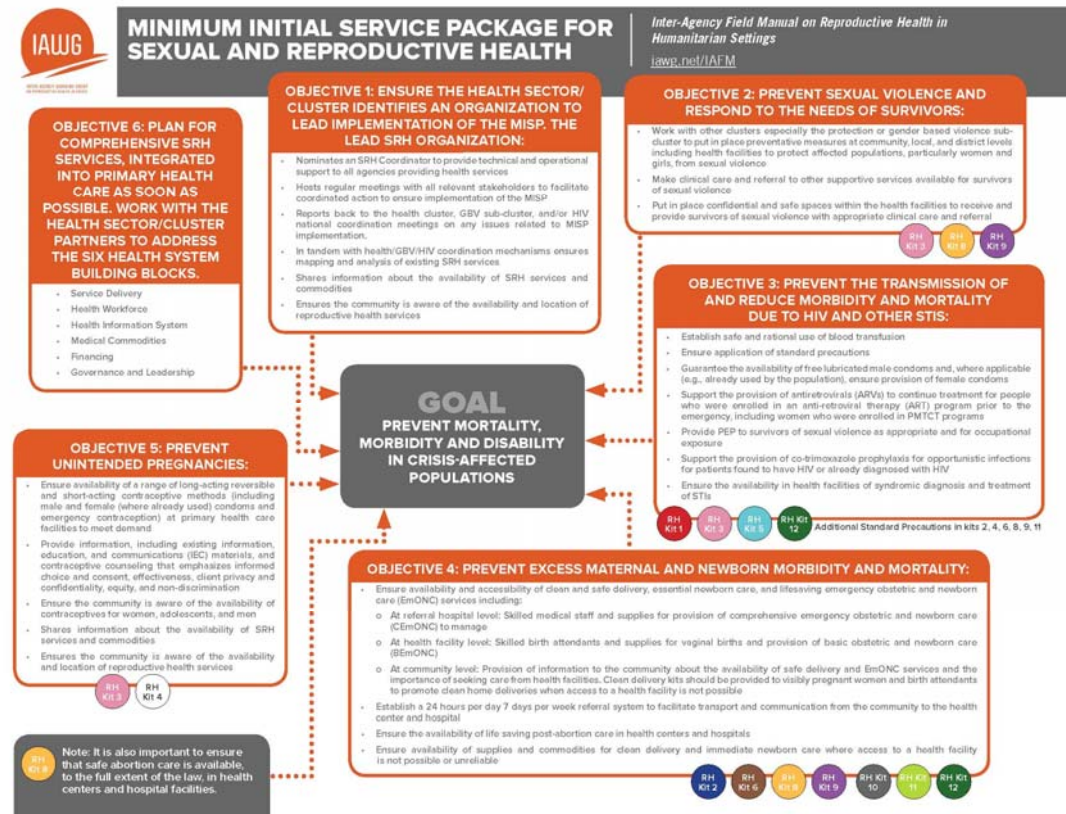 IAWG
INTER-AGENCY WORKING GROUP
ON REPRODUCTIVE HEALTH IN CRISES
MINIMUM INITIAL SERVICE PACKAGE FOR
SEXUAL AND REPRODUCTIVE HEALTH
Inter-Agency Field Manual on Reproductive Health in
Humanitarian Settings
iawg.net/IAFM
OBJECTIVE 6: PLAN FOR
COMPREHENSIVE SRH
SERVICES, INTEGRATED
INTO PRIMARY HEALTH
CARE AS SOON AS
POSSIBLE. WORK WITH THE
HEALTH SECTOR/CLUSTER
PARTNERS TO ADDRESS
THE SIX HEALTH SYSTEM
BUILDING BLOCKS.
• Service Delivery
• Health Workforce
• Health Information System
• Medical Commodities
• Financing
• Governance and Leadership
OBJECTIVE 1: ENSURE THE HEALTH SECTOR/
CLUSTER IDENTIFIES AN ORGANIZATION TO
LEAD IMPLEMENTATION OF THE MISP. THE
LEAD SRH ORGANIZATION:
• Nominates an SRH Coordinator to provide technical and operational
support to all agencies providing health services
• Hosts regular meetings with all relevant stakeholders to facilitate
coordinated action to ensure implementation of the MISP
• Reports back to the health cluster, GBV sub-cluster, and/or HIV
national coordination meetings on any issues related to MISP
implementation.
• In tandem with health/GBV/HIV coordination mechanisms ensures
mapping and analysis of existing SRH services
• Shares information about the availability of SRH services and
commodities
• Ensures the community is aware of the availability and location of
reproductive health services
OBJECTIVE 2: PREVENT SEXUAL VIOLENCE AND
RESPOND TO THE NEEDS OF SURVIVORS:
• Work with other clusters especially the protection or gender based violence sub-
cluster to put in place preventative measures at community, local, and district levels
including health facilities to protect affected populations, particularly women and
girls, from sexual violence
• Make clinical care and referral to other supportive services available for survivors
of sexual violence
• Put in place confidential and safe spaces within the health facilities to receive and
provide survivors of sexual violence with appropriate clinical care and referral
RH Kit 3
RH Kit 8
RH Kit 9
OBJECTIVE 3: PREVENT THE TRANSMISSION OF
AND REDUCE MORBIDITY AND MORTALITY
DUE TO HIV AND OTHER STIS:
• Establish safe and rational use of blood transfusion
• Ensure application of standard precautions
• Guarantee the availability of free lubricated male condoms and, where applicable
(e.g., already used by the population), ensure provision of female condoms
• Support the provision of antiretrovirals (ARVs) to continue treatment for people
who were enrolled in an anti-retroviral therapy (ART) program prior to the
emergency, including women who were enrolled in PMTCT programs
• Provide PEP to survivors of sexual violence as appropriate and for occupational
exposure
• Support the provision of co-trimoxazole prophylaxis for opportunistic infections
for patients found to have HIV or already diagnosed with HIV
• Ensure the availability in health facilities of syndromic diagnosis and treatment
of STIs
RH Kit 1
RH Kit 3
RH Kit 5
RH Kit 12
Additional Standard Precautions in kits 2, 4, 6, 8, 9, 11
GOAL
PREVENT MORTALITY,
MORBIDITY AND DISABILITY
IN CRISIS-AFFECTED
POPULATIONS
OBJECTIVE 5: PREVENT
UNINTENDED PREGNANCIES:
• Ensure availability of a range of long-acting reversible
and short-acting contraceptive methods (including
male and female (where already used) condoms and
emergency contraception) at primary health care
facilities to meet demand
• Provide information, including existing information,
education, and communications (IEC) materials, and
contraceptive counseling that emphasizes informed
choice and consent, effectiveness, client privacy and
confidentiality, equity, and non-discrimination
• Ensure the community is aware of the availability of
contraceptives for women, adolescents, and men
• Shares information about the availability of SRH
services and commodities
• Ensures the community is aware of the availability
and location of reproductive health services
RH Kit 3
RH Kit 4
OBJECTIVE 4: PREVENT EXCESS MATERNAL AND NEWBORN MORBIDITY AND MORTALITY:
• Ensure availability and accessibility of clean and safe delivery, essential newborn care, and lifesaving emergency obstetric and newborn
care (EmONC) services including:
o At referral hospital level: Skilled medical staff and supplies for provision of comprehensive emergency obstetric and newborn care
(CEmONC) to manage
o At health facility level: Skilled birth attendants and supplies for vaginal births and provision of basic obstetric and newborn care
(BEmONC)
o At community level: Provision of information to the community about the availability of safe delivery and EmONC services and the
importance of seeking care from health facilities. Clean delivery kits should be provided to visibly pregnant women and birth attendants
to promote clean home deliveries when access to a health facility is not possible
• Establish a 24 hours per day 7 days per week referral system to facilitate transport and communication from the community to the health
center and hospital
• Ensure the availability of life saving post-abortion care in health centers and hospitals
• Ensure availability of supplies and commodities for clean delivery and immediate newborn care where access to a health facility
is not possible or unreliable
RH Kit 2
RH Kit 6
RH Kit 8
RH Kit 9
RH Kit 10
RH Kit 11
RH Kit 12
RH Kit 8
Note: It is also important to ensure
that safe abortion care is available,
to the full extent of the law, in health
centers and hospital facilities.